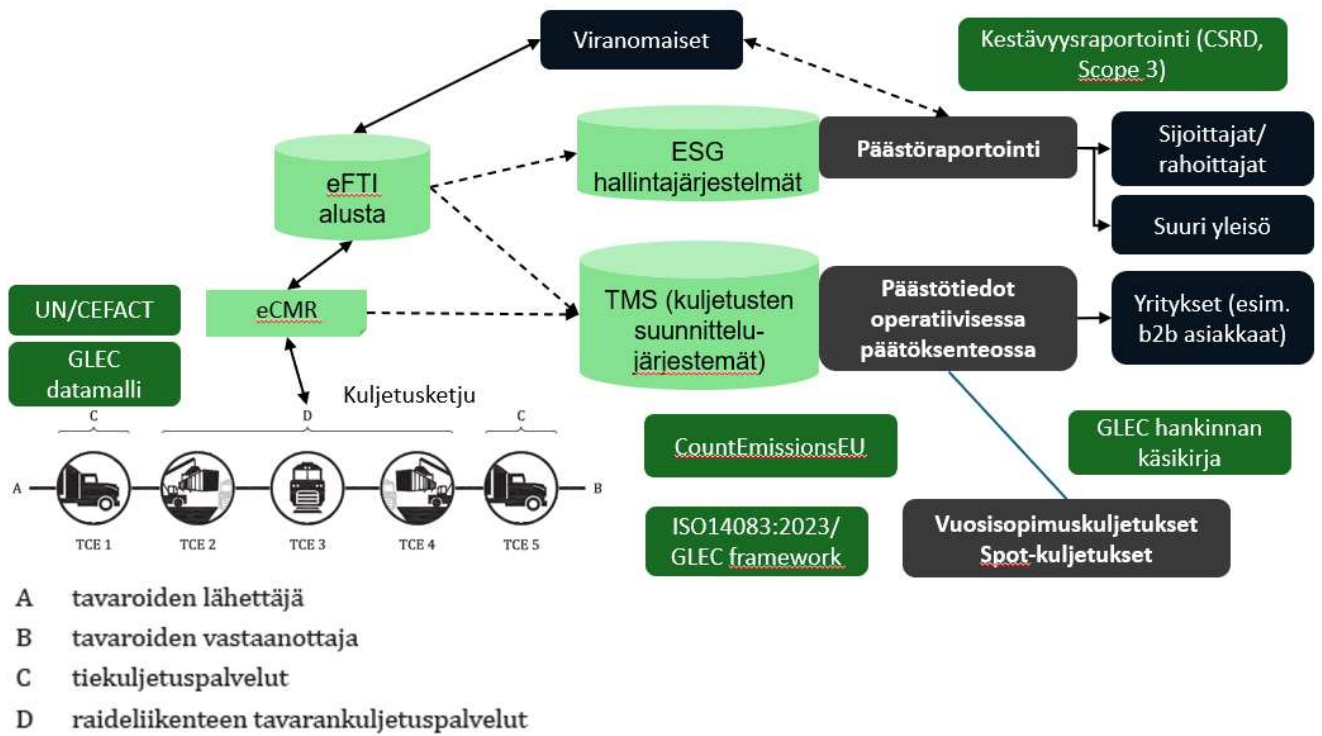 Viranomaiset
Kestävyysraportointi (CSRD,
Scope 3)
eFTI
alusta
ESG
hallintajärjestelmät
Päästöraportointi
Sijoittajat/
rahoittajat
Suuri yleisö
UN/CEFACT
GLEC
datamalli
eCMR
TMS (kuljetusten
suunnittelu-
järjestemät)
Päästötiedot
operatiivisessa
päätöksenteossa
Yritykset (esim.
b2b asiakkaat)
Kuljetusketju
C
D
C
A
B
TCE 1
TCE 2
TCE 3
TCE 4
TCE 5
CountEmissionsEU
GLEC hankinnan
käsikirja
ISO14083:2023/
GLEC framework
Vuosisopimuskuljetukset
Spot-kuljetukset
A tavaroiden lähettäjä
B tavaroiden vastaanottaja
C tiekuljetuspalvelut
D raideliikenteen tavarankuljetuspalvelut